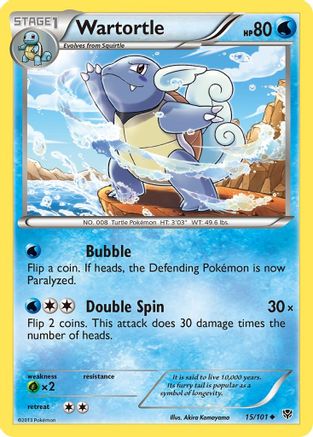 STAGE1
Wartortle
HP80
Evolves from Squirtle
NO. 008 Turtle Pokémon HT: 3'03" WT: 49.6 lbs.
Bubble
Flip a coin. If heads, the Defending Pokémon is now
Paralyzed.
Double Spin 30×
Flip 2 coins. This attack does 30 damage times the
number of heads.
weakness resistance
×2
retreat
It is said to live 10,000 years.
Its furry tail is popular as a
symbol of longevity.
©2013 Pokémon
Illus. Akira Komayama
15/101